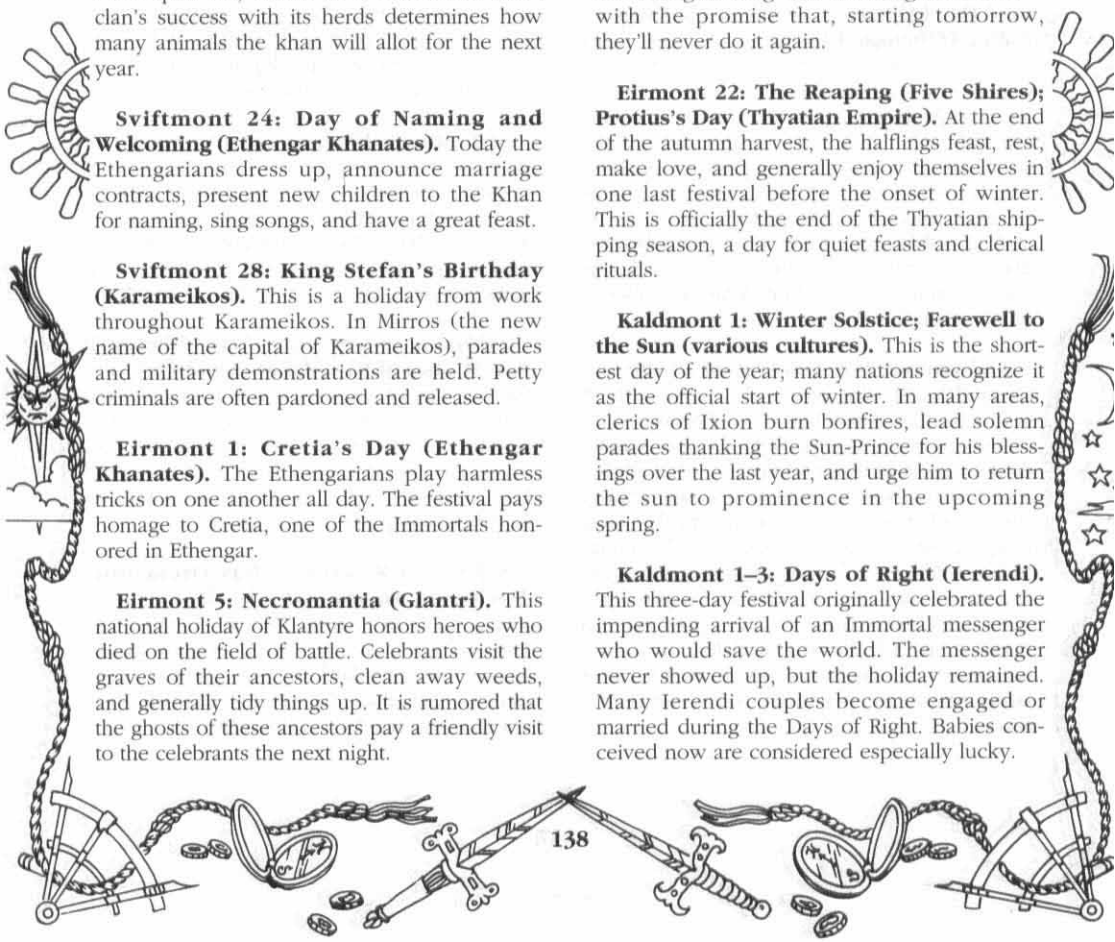 clan's success with its herds determines how
many animals the khan will allot for the next
year.
Sviftmont 24: Day of Naming and
Welcoming (Ethengar Khanates). Today the
Ethengarians dress up, announce marriage
contracts, present new children to the Khan
for naming, sing songs, and have a great feast.
Sviftmont 28: King Stefan's Birthday
(Karameikos). This is a holiday from work
throughout Karameikos. In Mirros (the new
name of the capital of Karameikos), parades
and military demonstrations are held. Petty
criminals are often pardoned and released.
Eirmont 1: Cretia's Day (Ethengar
Khanates). The Ethengarians play harmless
tricks on one another all day. The festival pays
homage to Cretia, one of the Immortals hon-
ored in Ethengar.
Eirmont 5: Necromantia (Glantri). This
national holiday of Klantyre honors heroes who
died on the field of battle. Celebrants visit the
graves of their ancestors, clean away weeds,
and generally tidy things up. It is rumored that
the ghosts of these ancestors pay a friendly visit
to the celebrants the next night.
with the promise that, starting tomorrow,
they'll never do it again.
Eirmont 22: The Reaping (Five Shires);
Protius's Day (Thyatian Empire). At the end
of the autumn harvest, the halflings feast, rest,
make love, and generally enjoy themselves in
one last festival before the onset of winter.
This is officially the end of the Thyatian ship-
ping season, a day for quiet feasts and clerical
rituals.
Kaldmont 1: Winter Solstice; Farewell to
the Sun (various cultures). This is the short-
est day of the year; many nations recognize it
as the official start of winter. In many areas,
clerics of Ixion burn bonfires, lead solemn
parades thanking the Sun-Prince for his bless-
ings over the last year, and urge him to return
the sun to prominence in the upcoming
spring.
Kaldmont 1–3: Days of Right (Ierendi).
This three-day festival originally celebrated the
impending arrival of an Immortal messenger
who would save the world. The messenger
never showed up, but the holiday remained.
Many Ierendi couples become engaged or
married during the Days of Right. Babies con-
ceived now are considered especially lucky.
138